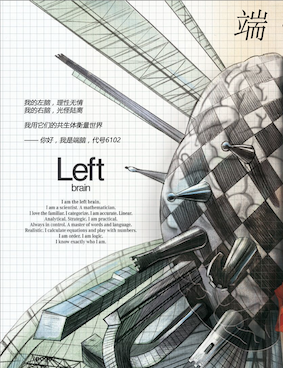 端
我的左脑，理性无情
我的右脑，光怪陆离
我用它们的共生体衡量世界
—— 你好，我是端脑，代号6102
Left
brain
I am the left brain.
I am a scientist. A mathematician.
I love the familiar. I categorize. I am accurate. Linear.
Analytical. Strategic. I am practical.
Always in control. A master of words and language.
Realistic. I calculate equations and play with numbers.
I am order. I am logic.
I know exactly who I am.